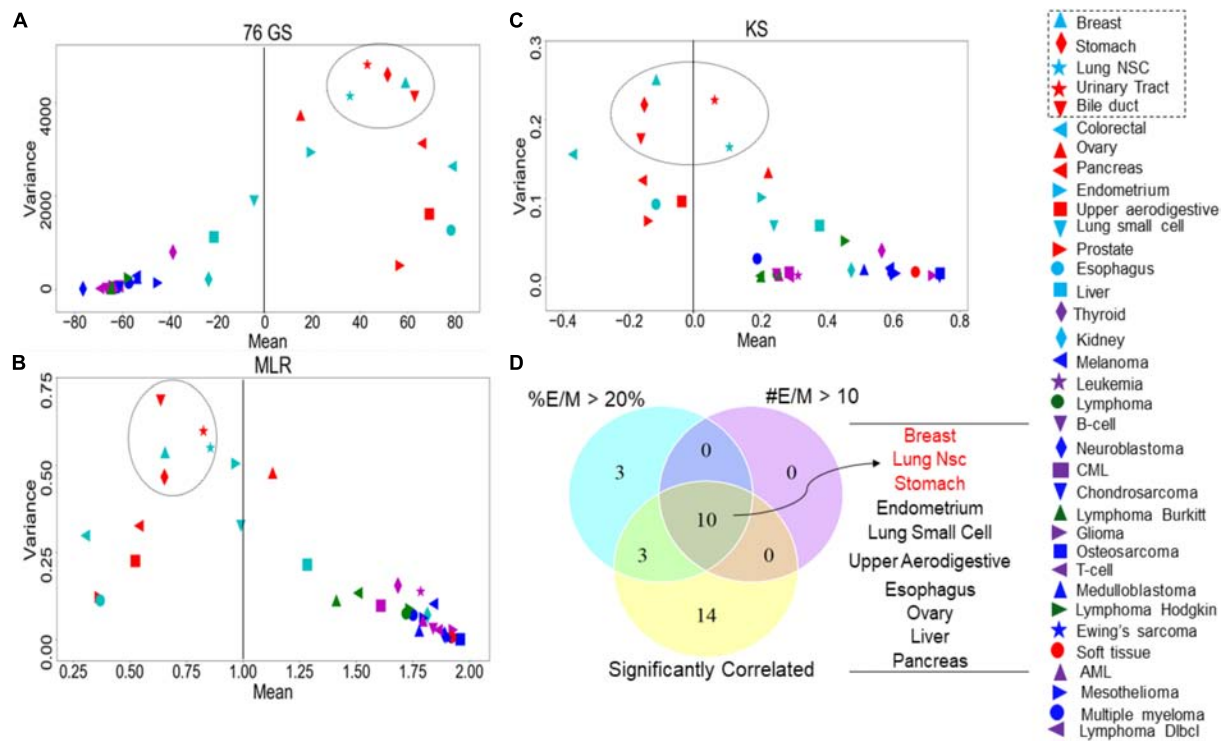 A
76 GS
Variance
4000
2000
0
−80
−60
−40
−20
0
20
40
60
80
Mean
C
KS
Variance
0.3
0.2
0.1
0.0
−0.4
−0.2
0.0
0.2
0.4
0.6
0.8
Mean
B
MLR
Variance
0.75
0.50
0.25
0.00
0.25
0.50
0.75
1.00
1.25
1.50
1.75
2.00
Mean
D
%E/M > 20%
#E/M > 10
3
0
0
10
3
0
14
Significantly Correlated
Breast
Lung Nsc
Stomach
Endometrium
Lung Small Cell
Upper Aerodigestive
Esophagus
Ovary
Liver
Pancreas
Breast
Stomach
Lung NSC
Urinary Tract
Bile duct
Colorectal
Ovary
Pancreas
Endometrium
Upper aerodigestive
Lung small cell
Prostate
Esophagus
Liver
Thyroid
Kidney
Melanoma
Leukemia
Lymphoma
B-cell
Neuroblastoma
CML
Chondrosarcoma
Lymphoma Burkitt
Glioma
Osteosarcoma
T-cell
Medulloblastoma
Lymphoma Hodgkin
Ewing's sarcoma
Soft tissue
AML
Mesothelioma
Multiple myeloma
Lymphoma Dlbcl